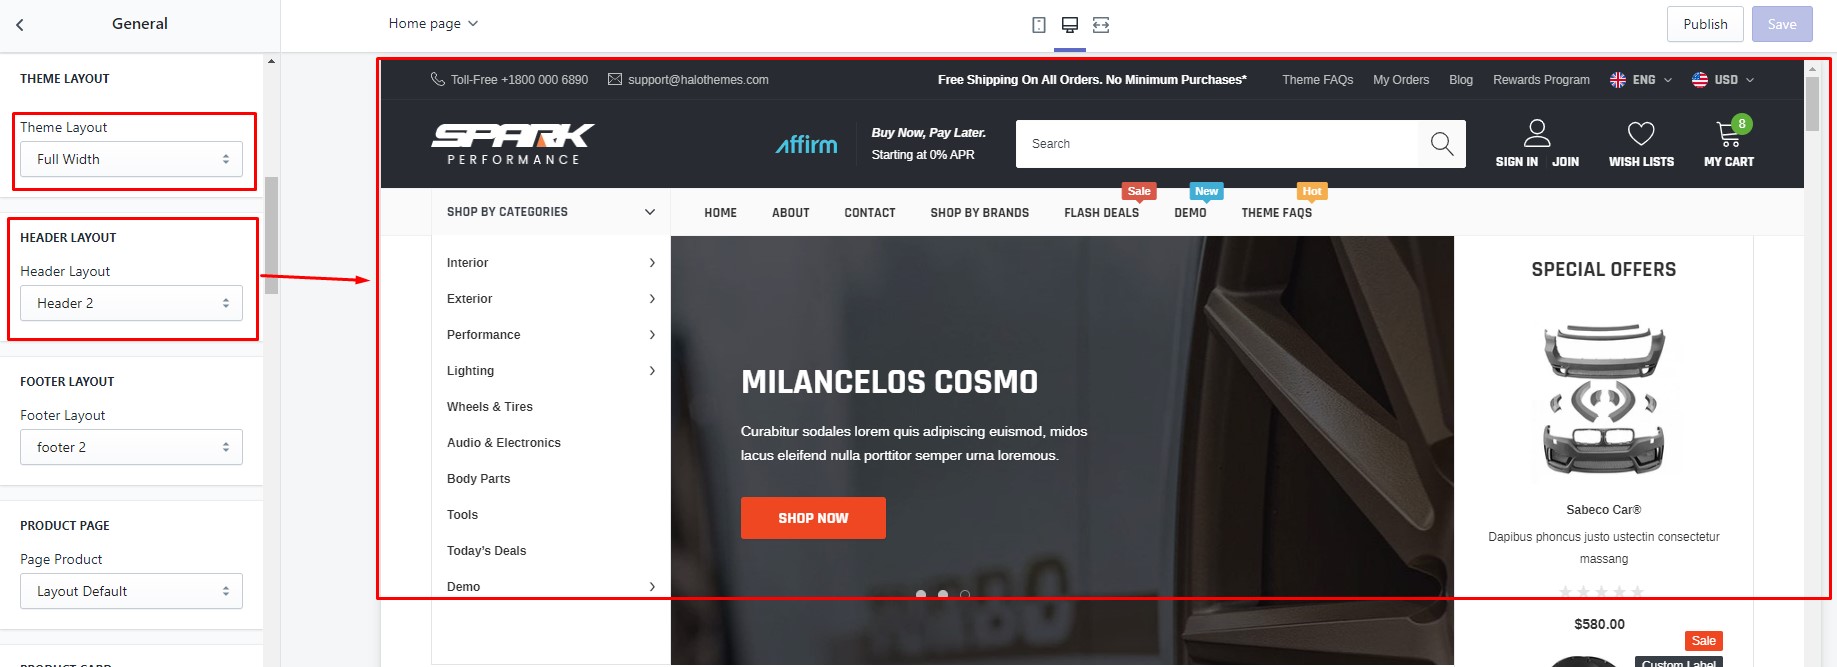 General
Home page
Publish
Save
THEME LAYOUT
Theme Layout
Full Width
HEADER LAYOUT
Header Layout
Header 2
FOOTER LAYOUT
Footer Layout
footer 2
PRODUCT PAGE
Page Product
Layout Default
PRODUCT CARD
Toll-Free +1800 000 6890
support@halothemes.com
Free Shipping On All Orders. No Minimum Purchases*
Theme FAQs
My Orders
Blog
Rewards Program
ENG
USD
SPARK
PERFORMANCE
affirm
Buy Now, Pay Later.
Starting at 0% APR
Search
SIGN IN
JOIN
WISH LISTS
8
MY CART
SHOP BY CATEGORIES
HOME
ABOUT
CONTACT
SHOP BY BRANDS
Sale
FLASH DEALS
New
DEMO
Hot
THEME FAQS
Interior
Exterior
Performance
Lighting
Wheels & Tires
Audio & Electronics
Body Parts
Tools
Today's Deals
Demo
MILANCELOS COSMO
Curabitur sodales lorem quis adipiscing euismod, midos
lacus eleifend nulla porttitor semper urna loremous.
SHOP NOW
SPECIAL OFFERS
Sabeco Car®
Dapibus phoncus justo ustectin consectetur
massang
$580.00
Sale
Custom Label